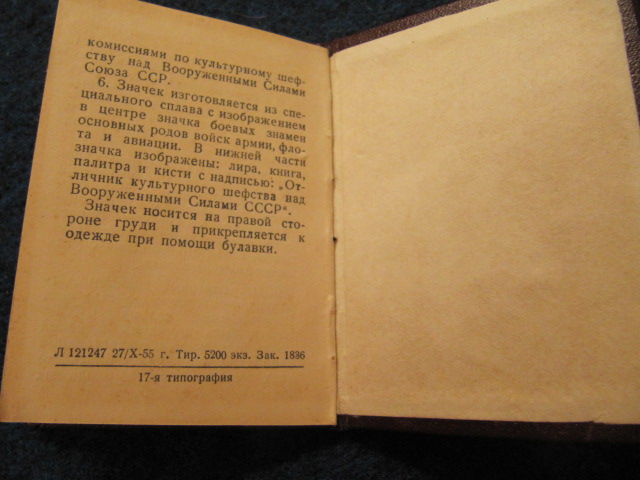 комиссиями по культурному шеф-
ству над Вооруженными Силами
Союза ССР.
6. Значек изготовляется из спе-
циального сплава с изображением
в центре значка боевых знамен
основных родов войск армии, фло-
та и авиации. В нижней части
значка изображены: лира, книга,
палитра и кисти с надписью: „От-
личник культурного шефства над
Вооруженными Силами СССР".
Значек носится на правой сто-
роне груди и прикрепляется к
одежде при помощи булавки.
Л 121247 27/X-55 г. Тир. 5200 экз. Зак. 1836
17-я типография